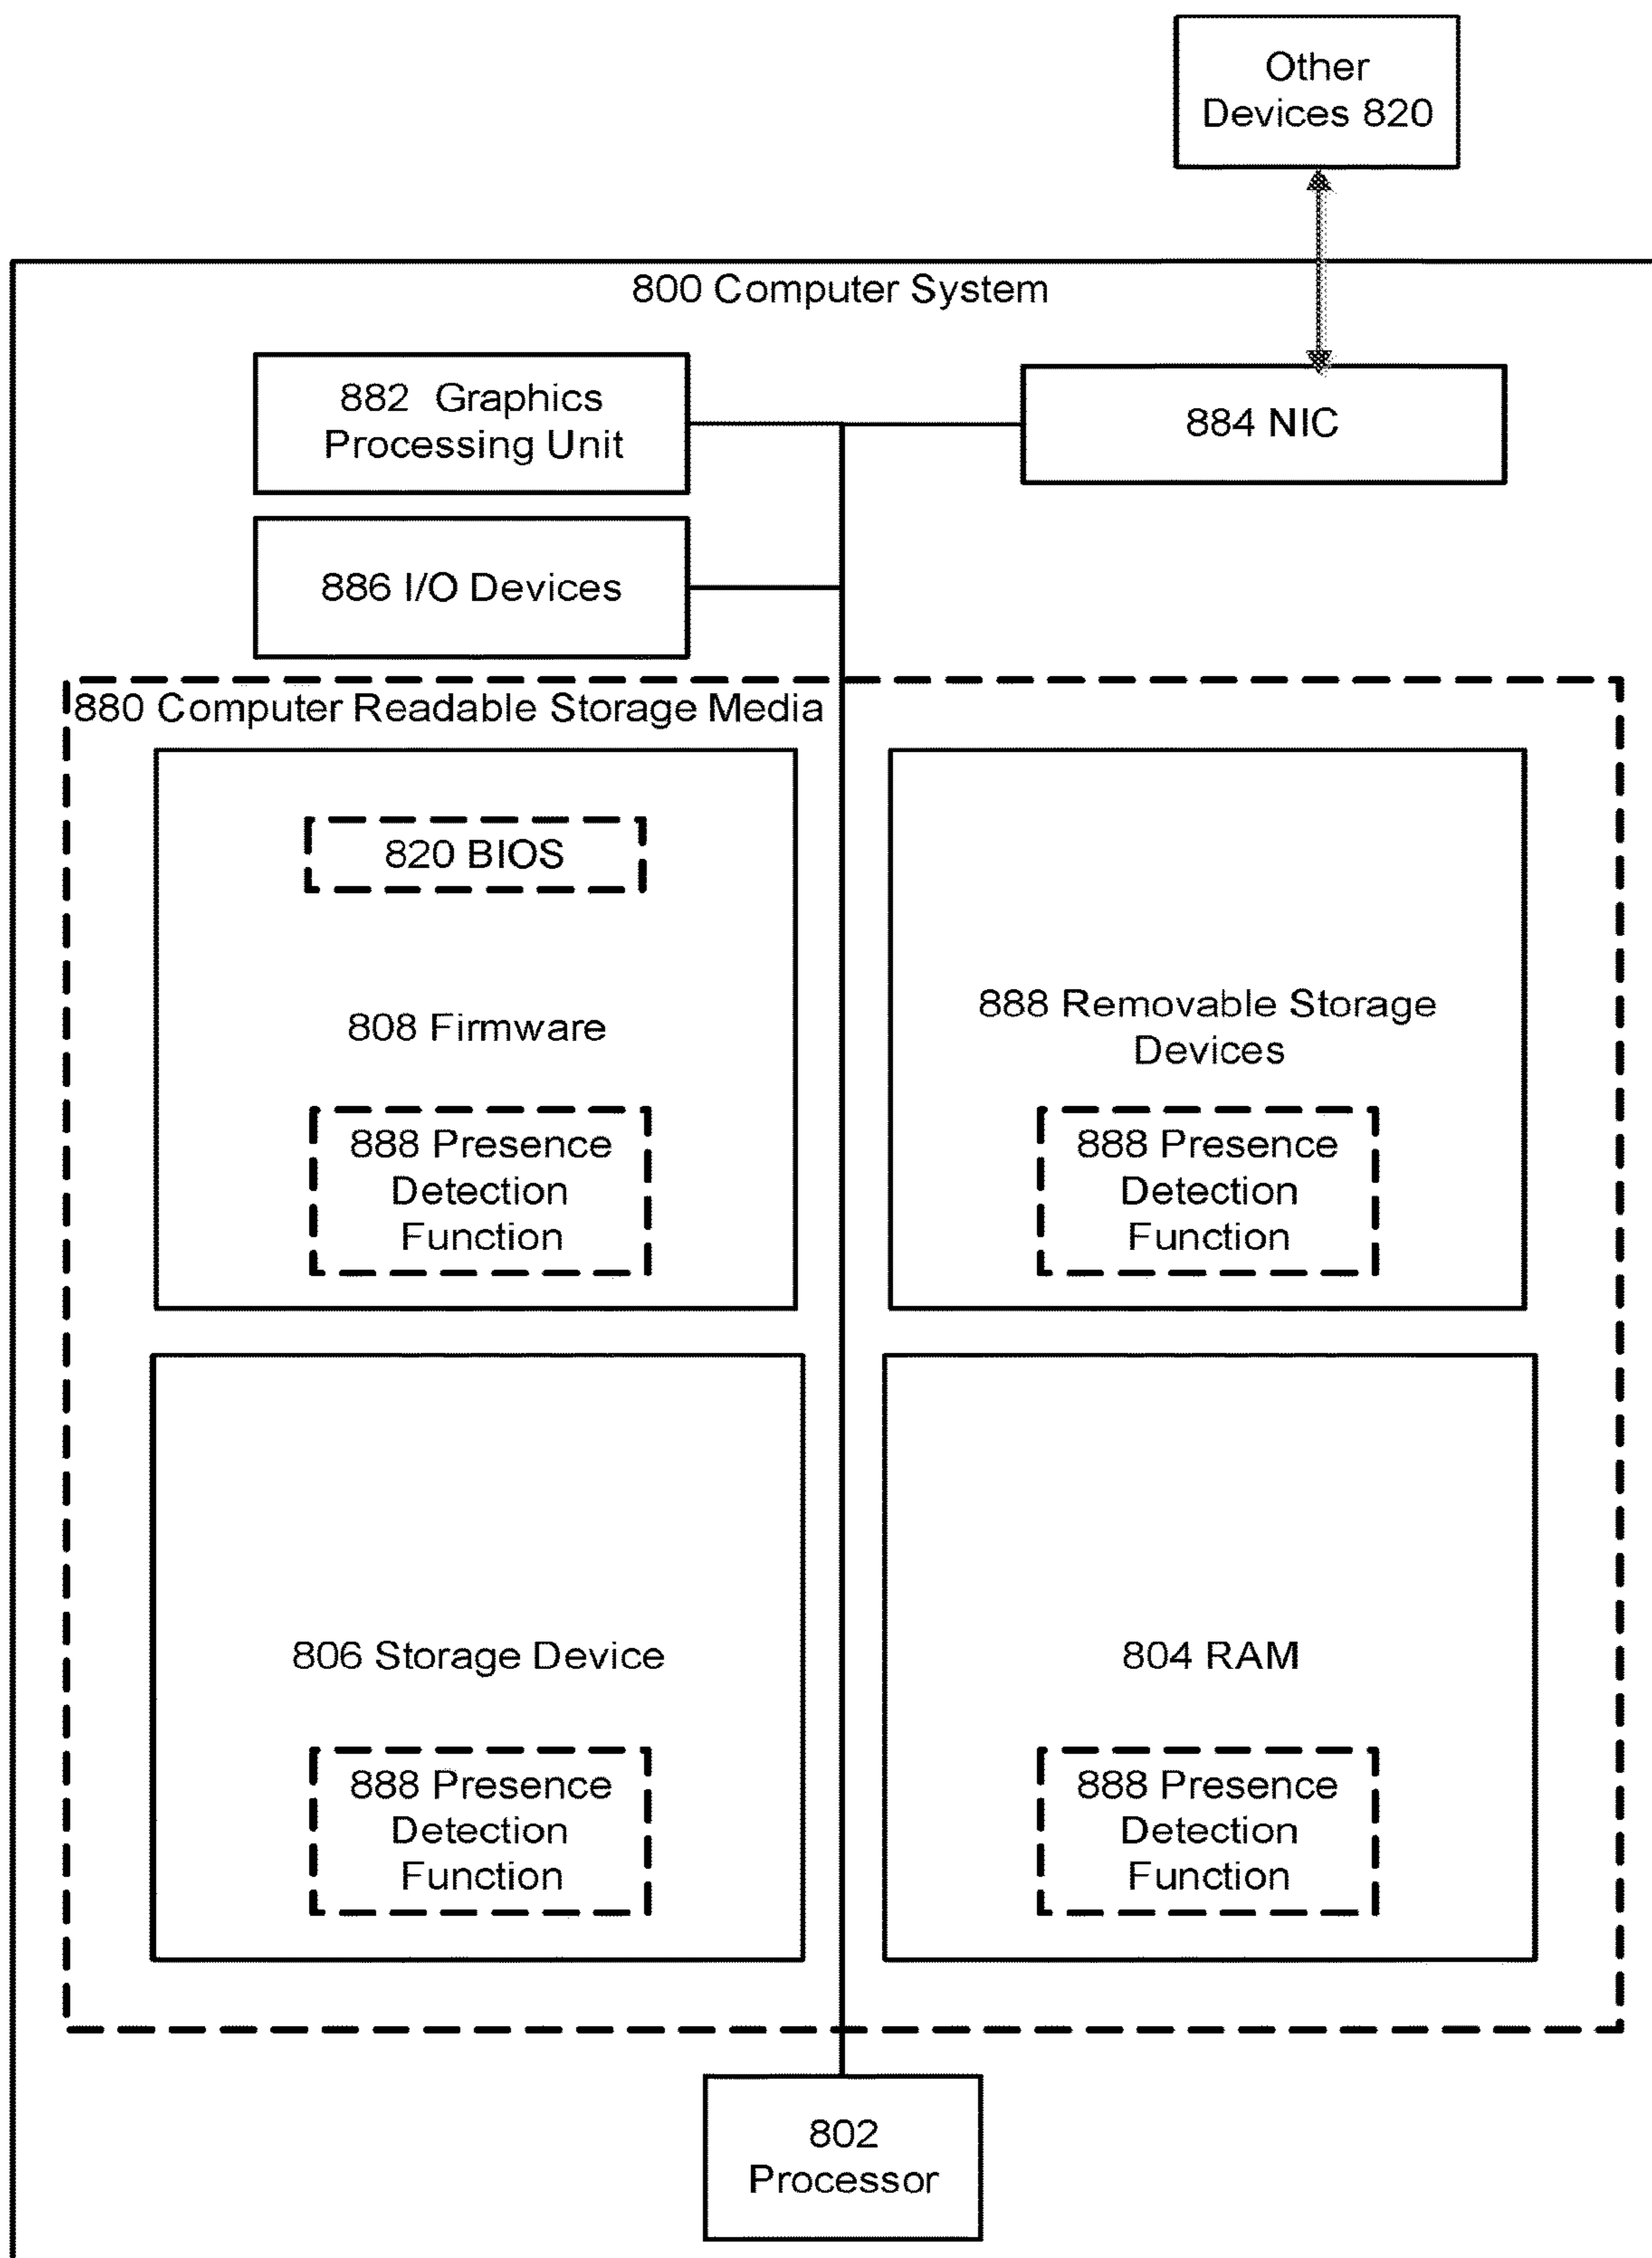 Other
Devices 820
800 Computer System
882 Graphics
Processing Unit
884 NIC
886 I/O Devices
880 Computer Readable Storage Media
820 BIOS
808 Firmware
888 Presence
Detection
Function
888 Removable Storage
Devices
888 Presence
Detection
Function
806 Storage Device
888 Presence
Detection
Function
804 RAM
888 Presence
Detection
Function
802
Processor